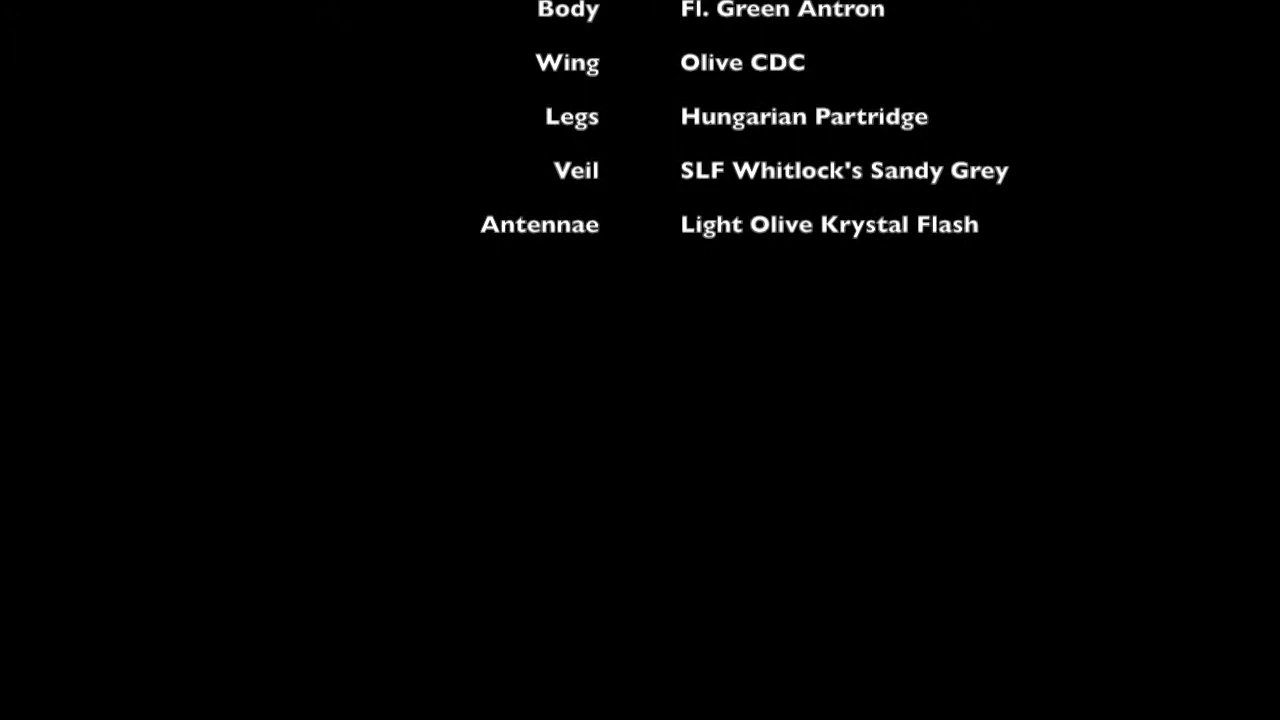 Body Fl. Green Antron
Wing Olive CDC
Legs Hungarian Partridge
Veil SLF Whitlock's Sandy Grey
Antennae Light Olive Krystal Flash